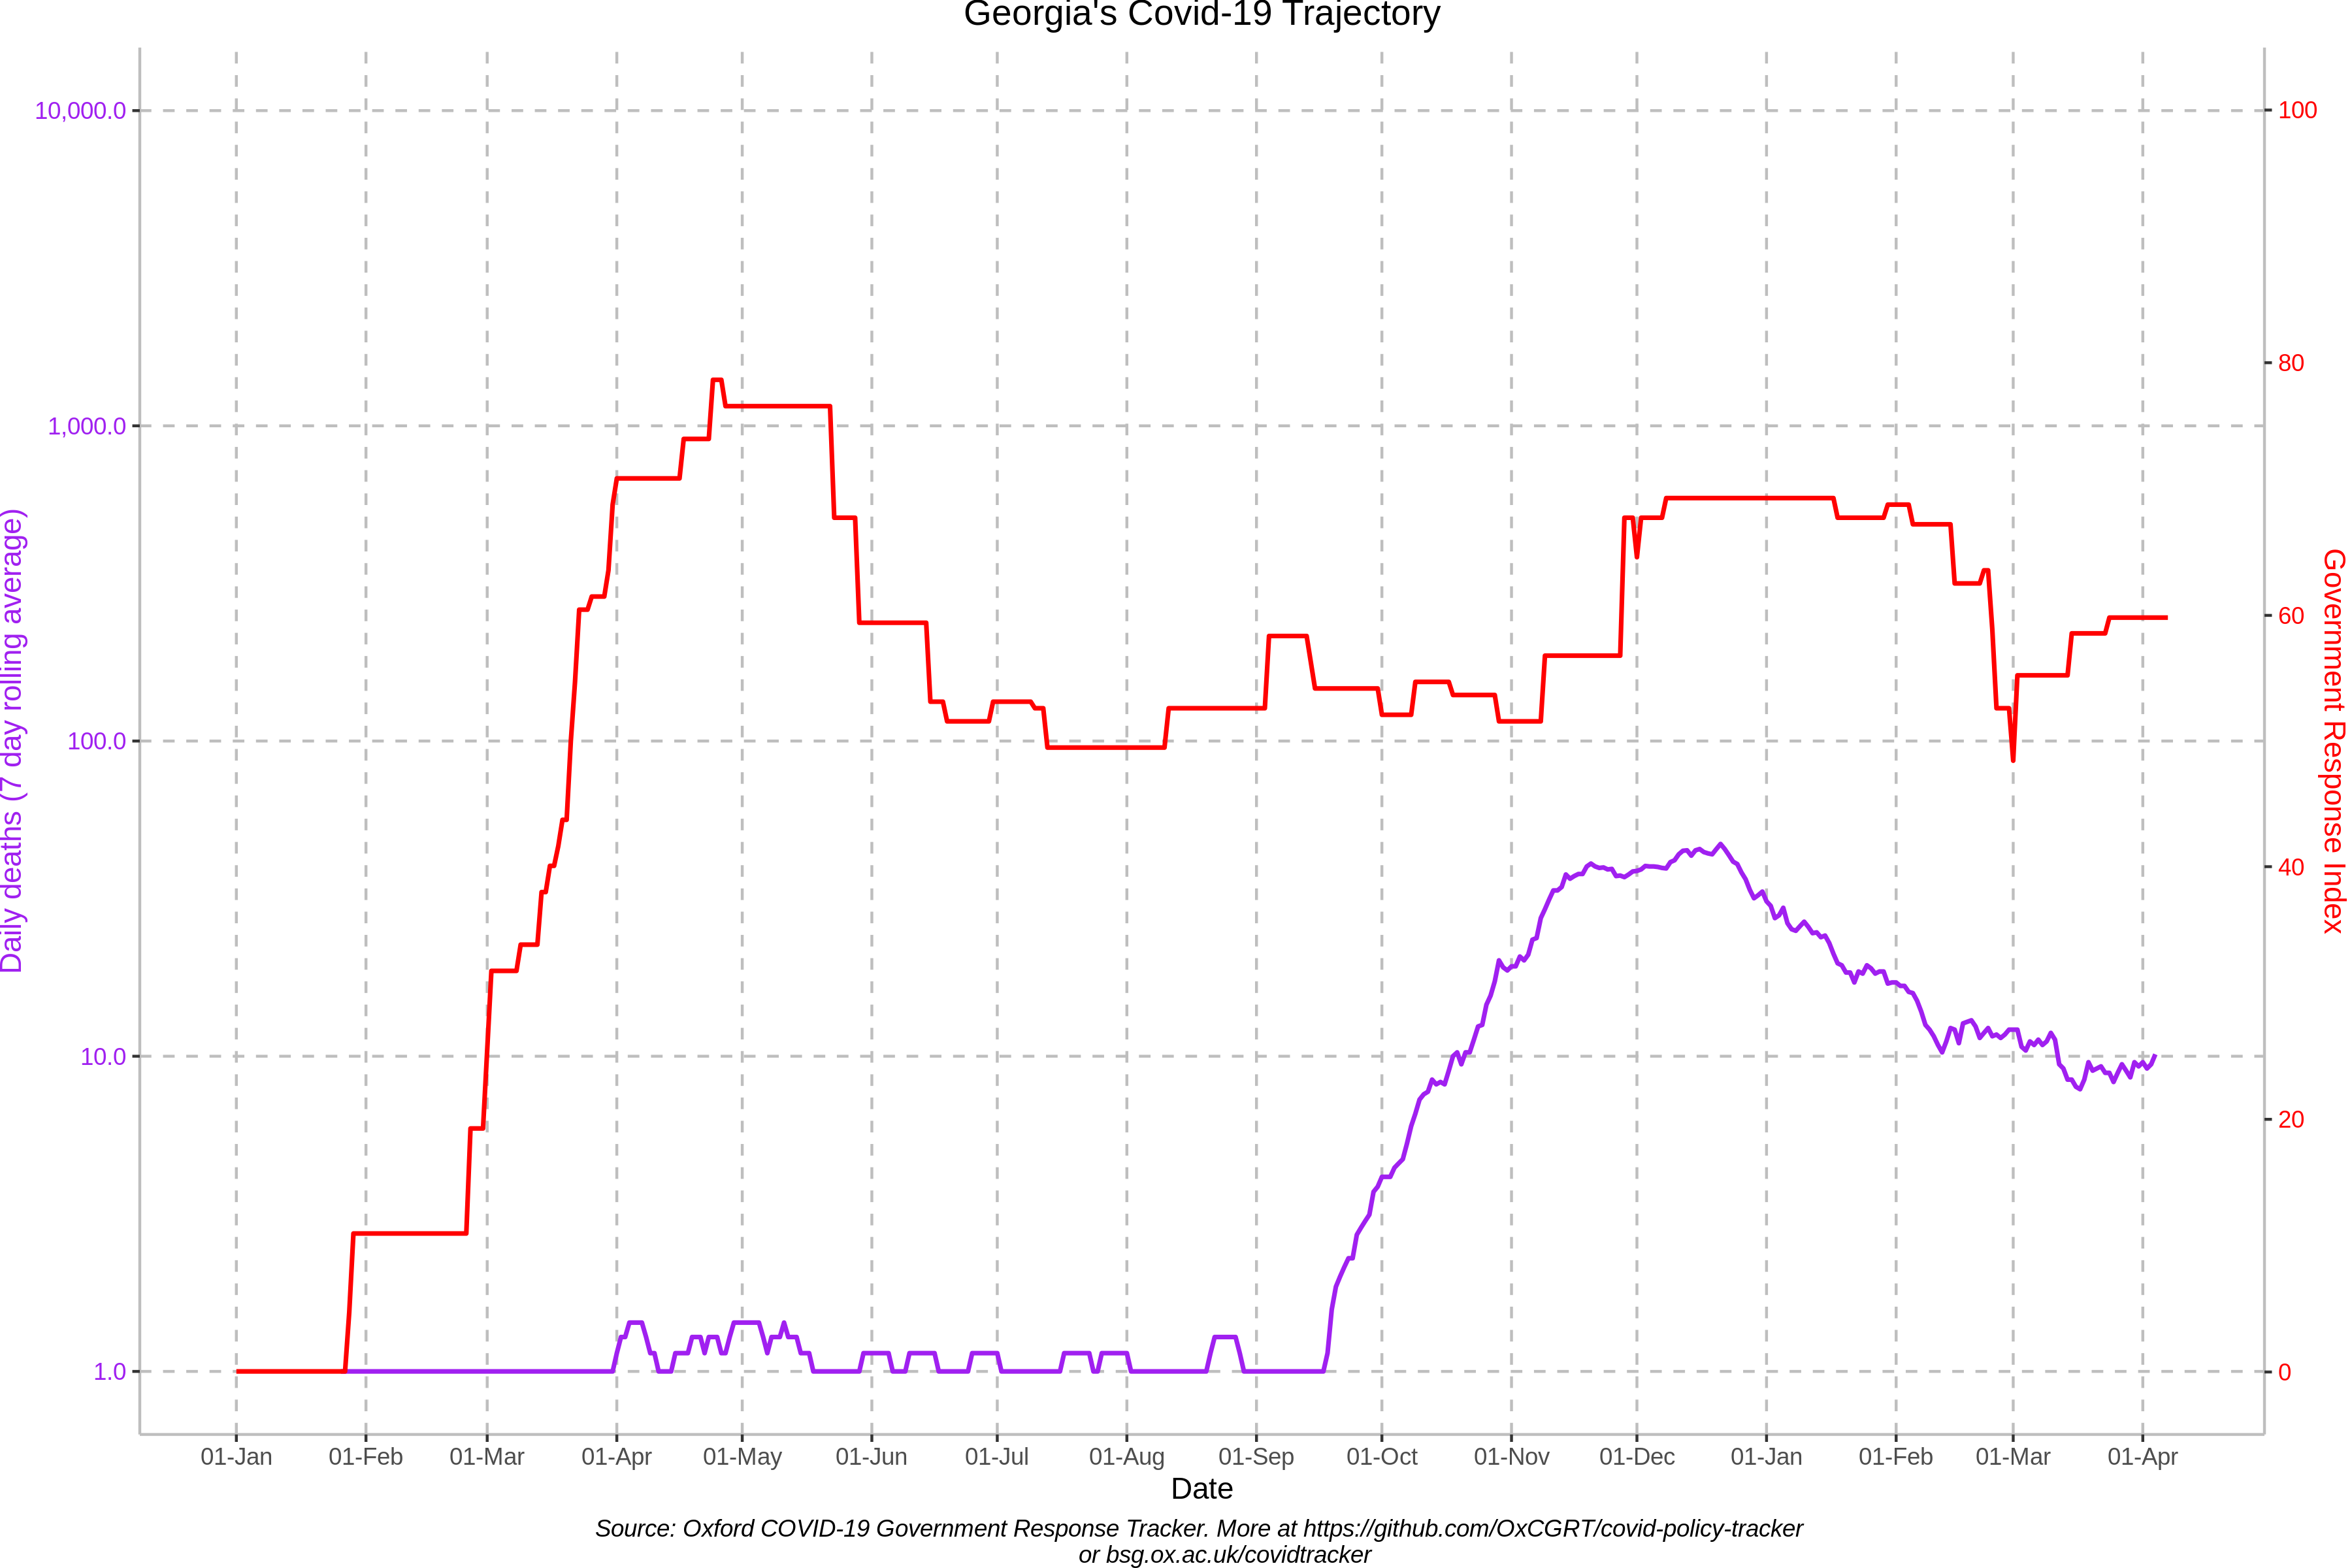 Georgia's Covid-19 Trajectory
10,000.0
1,000.0
100.0
10.0
1.0
Daily deaths (7 day rolling average)
100
80
60
40
20
0
Government Response Index
01-Jan 01-Feb 01-Mar 01-Apr 01-May 01-Jun 01-Jul 01-Aug 01-Sep 01-Oct 01-Nov 01-Dec 01-Jan 01-Feb 01-Mar 01-Apr
Date
Source: Oxford COVID-19 Government Response Tracker. More at https://github.com/OxCGRT/covid-policy-tracker
or bsg.ox.ac.uk/covidtracker